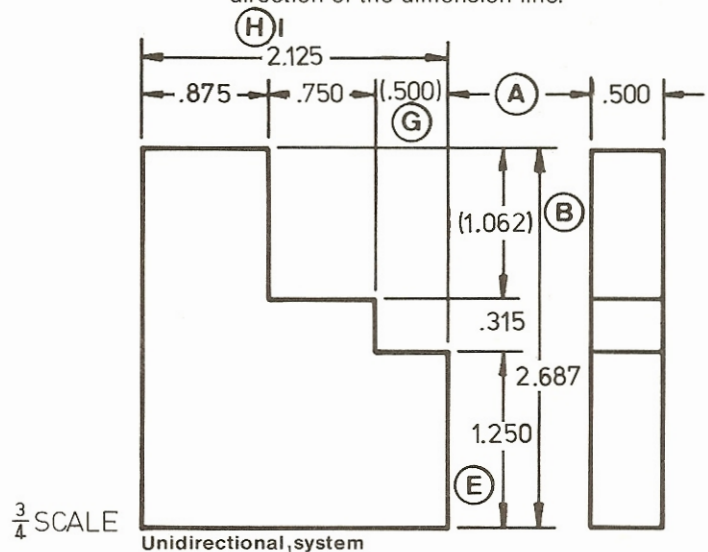 direction of the dimension line.
H I
2.125
.875 .750 (.500) A .500
G
(1.062) B
.315
2.687
1.250
E
3/4 SCALE
Unidirectional, system